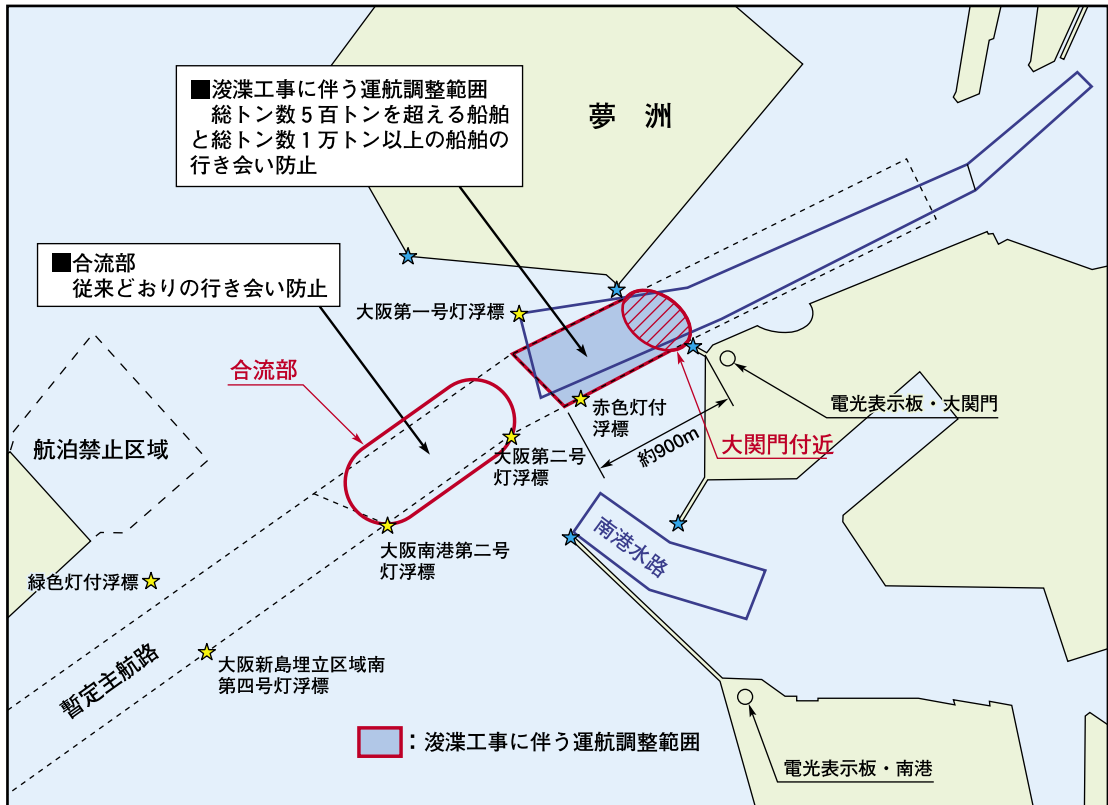 ■浚渫工事に伴う運航調整範囲
総トン数5百トンを超える船舶
と総トン数1万トン以上の船舶の
行き会い防止
夢 洲
■合流部
従来どおりの行き会い防止
大阪第一号灯浮標
合流部
赤色灯付
浮標
電光表示板・大関門
約900m
大関門付近
航泊禁止区域
大阪第二号
灯浮標
大阪南港第二号
灯浮標
南港水路
緑色灯付浮標
大阪新島埋立区域南
第四号灯浮標
暫定主航路
:浚渫工事に伴う運航調整範囲
電光表示板・南港